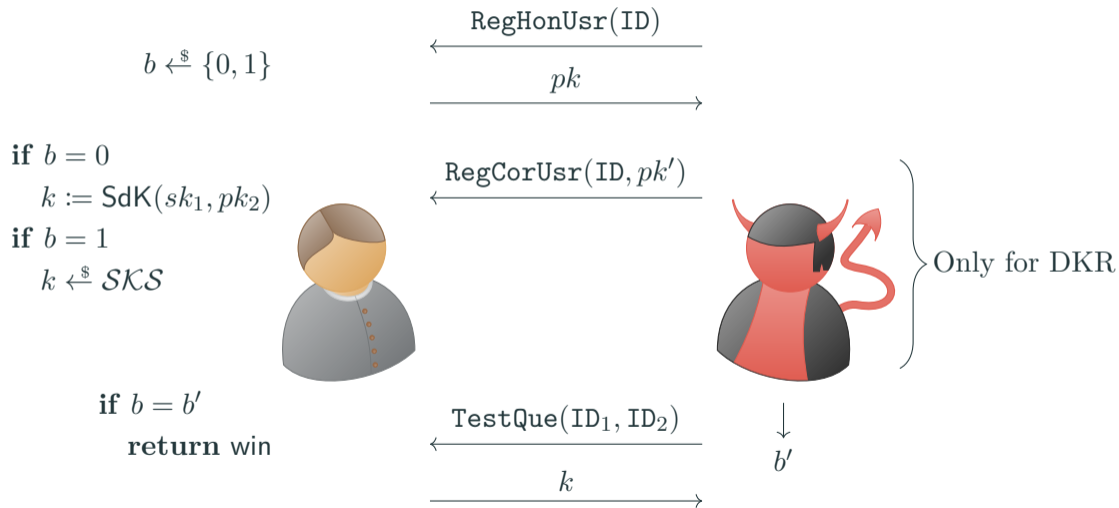 RegHonUsr(ID)
b ←$ {0, 1}
pk
if b = 0
k := SdK(sk₁, pk₂)
if b = 1
k ←$ 𝒮𝒦𝒮
RegCorUsr(ID, pk′)
Only for DKR
if b = b′
return win
TestQue(ID₁, ID₂)
b′
k